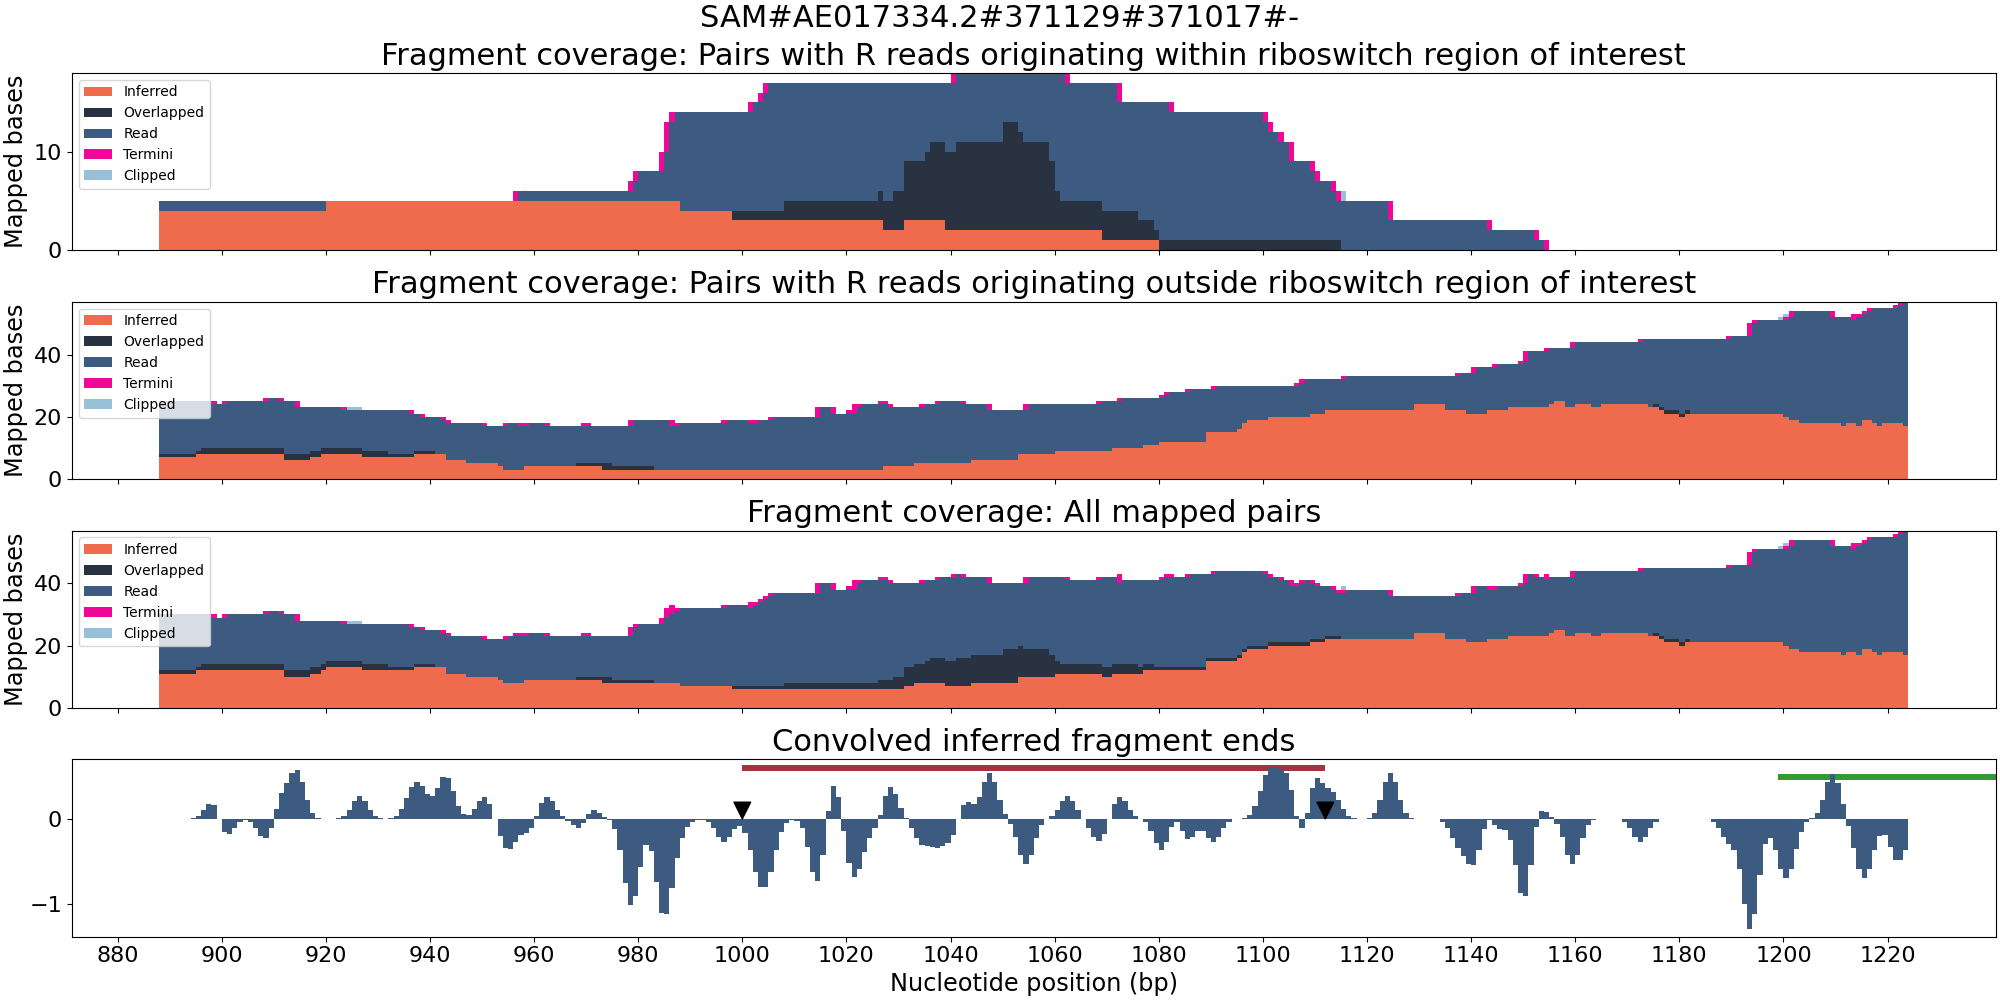 SAM#AE017334.2#371129#371017#-
Fragment coverage: Pairs with R reads originating within riboswitch region of interest
Mapped bases
10
0
Inferred
Overlapped
Read
Termini
Clipped
Fragment coverage: Pairs with R reads originating outside riboswitch region of interest
Mapped bases
40
20
0
Inferred
Overlapped
Read
Termini
Clipped
Fragment coverage: All mapped pairs
Mapped bases
40
20
0
Inferred
Overlapped
Read
Termini
Clipped
Convolved inferred fragment ends
0
−1
880 900 920 940 960 980 1000 1020 1040 1060 1080 1100 1120 1140 1160 1180 1200 1220
Nucleotide position (bp)